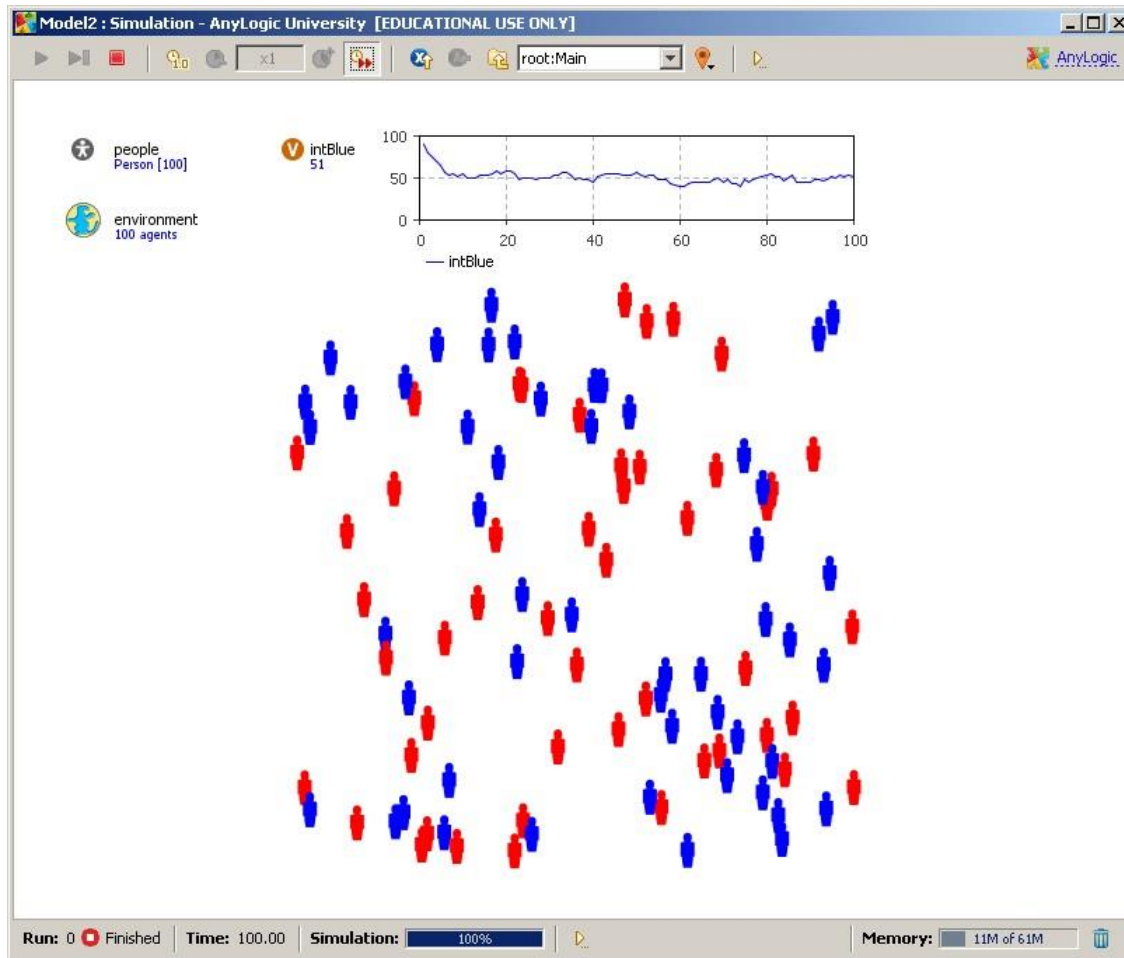 Model2 : Simulation - AnyLogic University [EDUCATIONAL USE ONLY]
x1
root:Main
AnyLogic
people
Person [100]
V
intBlue
51
environment
100 agents
100
50
0
0 20 40 60 80 100
intBlue
Run: 0 Finished Time: 100.00 Simulation: 100% Memory: 11M of 61M